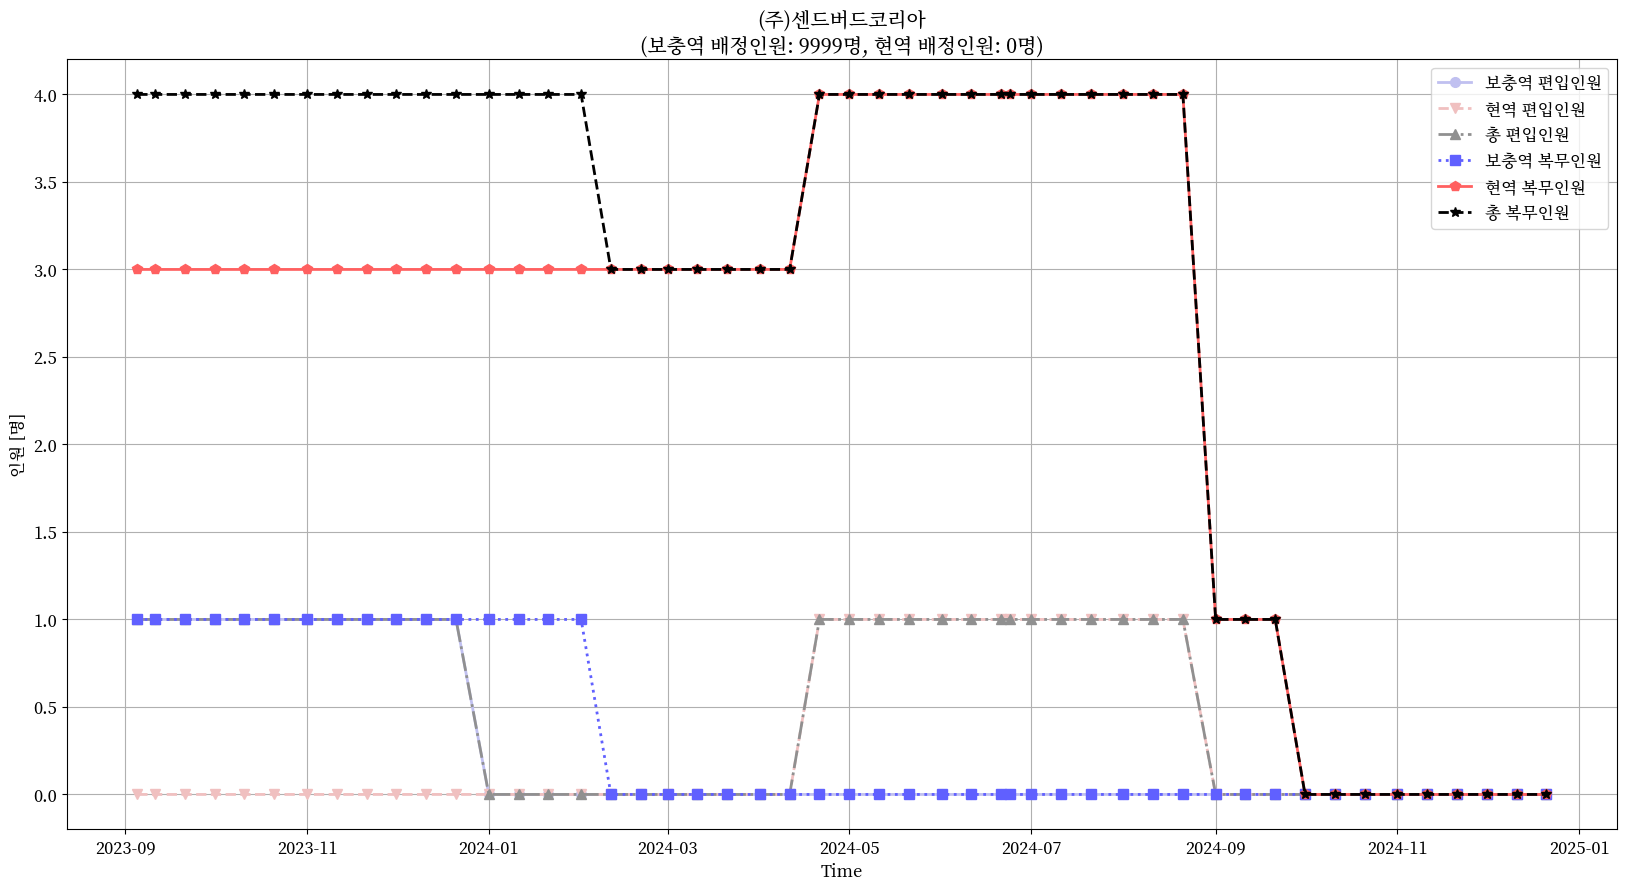 (주)센드버드코리아
(보충역 배정인원: 9999명, 현역 배정인원: 0명)
보충역 편입인원
현역 편입인원
총 편입인원
보충역 복무인원
현역 복무인원
총 복무인원
인원 [명]
4.0
3.5
3.0
2.5
2.0
1.5
1.0
0.5
0.0
2023-09
2023-11
2024-01
2024-03
2024-05
2024-07
2024-09
2024-11
2025-01
Time